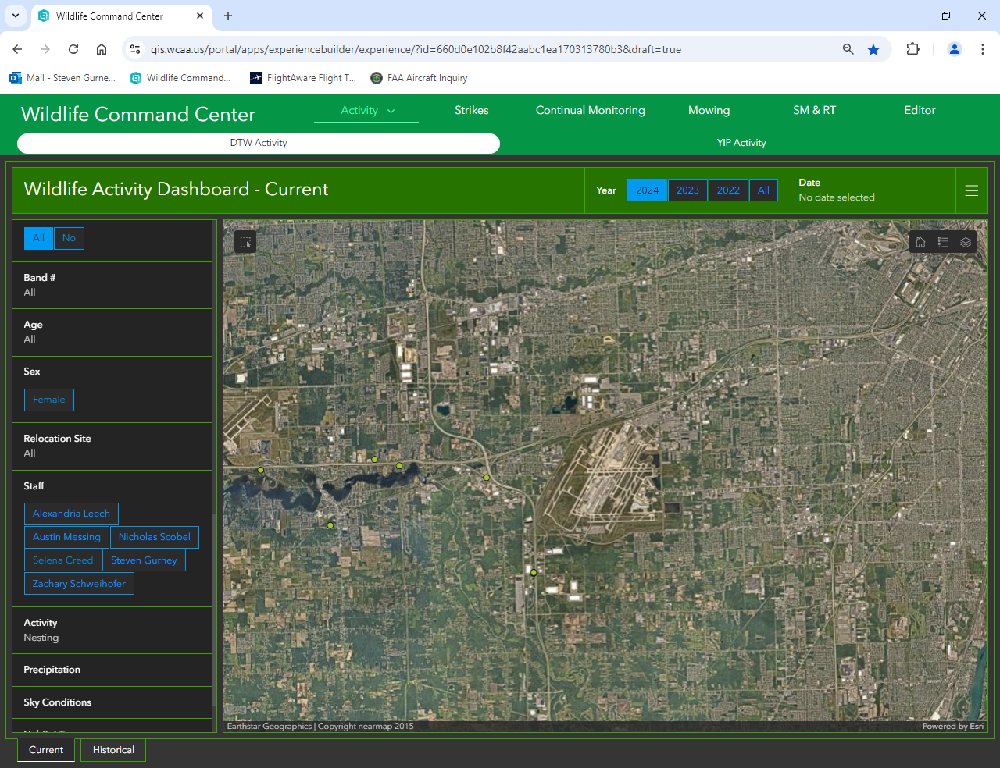 Wildlife Command Center
gis.wcaa.us/portal/apps/experiencebuilder/experience/?id=660d0e102b8f42aabc1ea170313780b3&draft=true
Mail - Steven Gurne...
Wildlife Command...
FlightAware Flight T...
FAA Aircraft Inquiry
Wildlife Command Center
Activity
Strikes
Continual Monitoring
Mowing
SM & RT
Editor
DTW Activity
YIP Activity
Wildlife Activity Dashboard - Current
Year
2024
2023
2022
All
Date
No date selected
All
No
Band #
All
Age
All
Sex
Female
Relocation Site
All
Staff
Alexandria Leech
Austin Messing
Nicholas Scobel
Selena Creed
Steven Gurney
Zachary Schweihofer
Activity
Nesting
Precipitation
Sky Conditions
Earthstar Geographics | Copyright nearmap 2015
Powered by Esri
Current
Historical